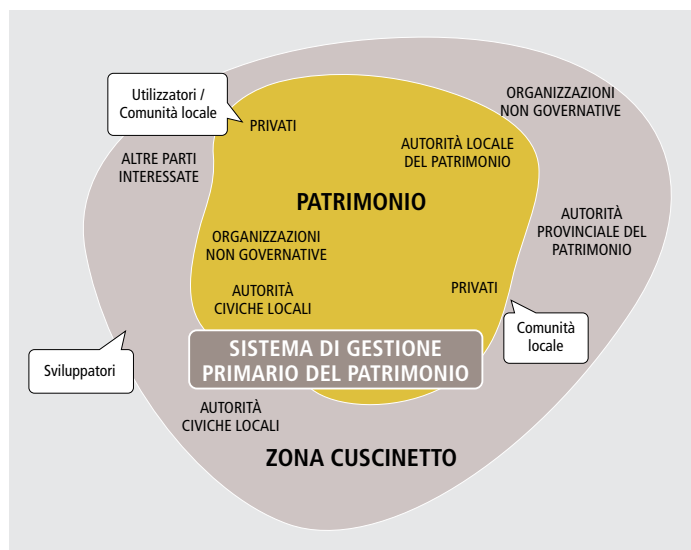 Utilizzatori /
Comunità locale
PRIVATI
ORGANIZZAZIONI
NON GOVERNATIVE
AUTORITÀ LOCALE
DEL PATRIMONIO
ALTRE PARTI
INTERESSATE
PATRIMONIO
AUTORITÀ
PROVINCIALE DEL
PATRIMONIO
ORGANIZZAZIONI
NON GOVERNATIVE
AUTORITÀ
CIVICHE LOCALI
PRIVATI
Comunità
locale
SISTEMA DI GESTIONE
PRIMARIO DEL PATRIMONIO
Sviluppatori
AUTORITÀ
CIVICHE LOCALI
ZONA CUSCINETTO